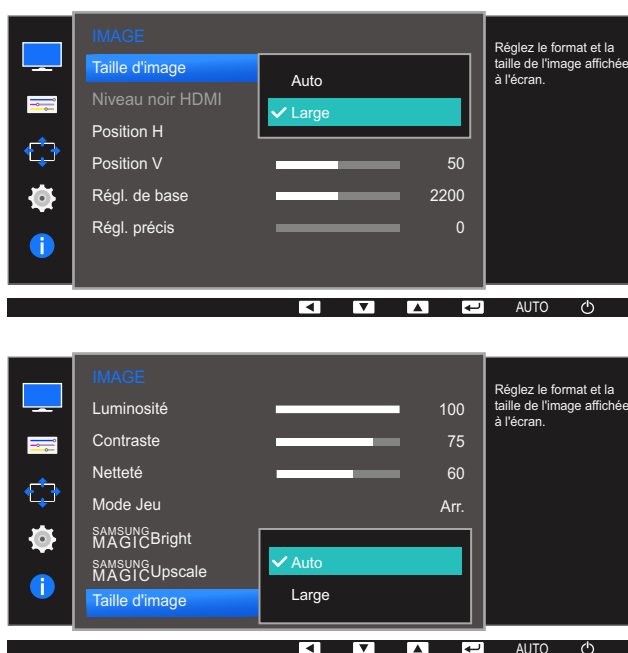 IMAGE
Taille d'image
Auto
Niveau noir HDMI
Large
Position H
Position V 50
Régl. de base 2200
Régl. précis 0
Réglez le format et la
taille de l'image affichée
à l'écran.
AUTO
IMAGE
Luminosité 100
Contraste 75
Netteté 60
Mode Jeu Arr.
SAMSUNG
MAGICBright
SAMSUNG
MAGICUpscale
Auto
Taille d'image
Large
Réglez le format et la
taille de l'image affichée
à l'écran.
AUTO